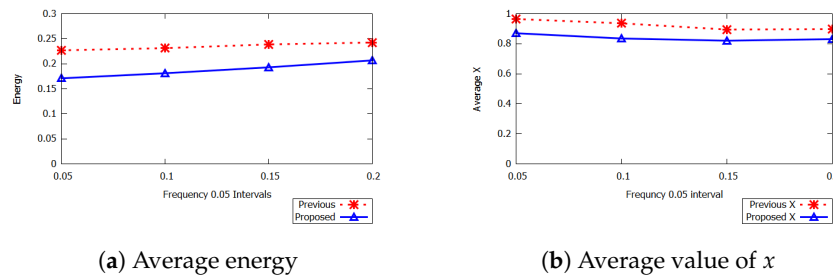 0.3
0.25
0.2
0.15
0.1
0.05
0
Energy
0.05 0.1 0.15 0.2
Frequency 0.05 Intervals
Previous
Proposed
(a) Average energy
1
0.8
0.6
0.4
0.2
0
Average X
0.05 0.1 0.15 0.
Frequncy 0.05 interval
Previous X
Proposed X
(b) Average value of x